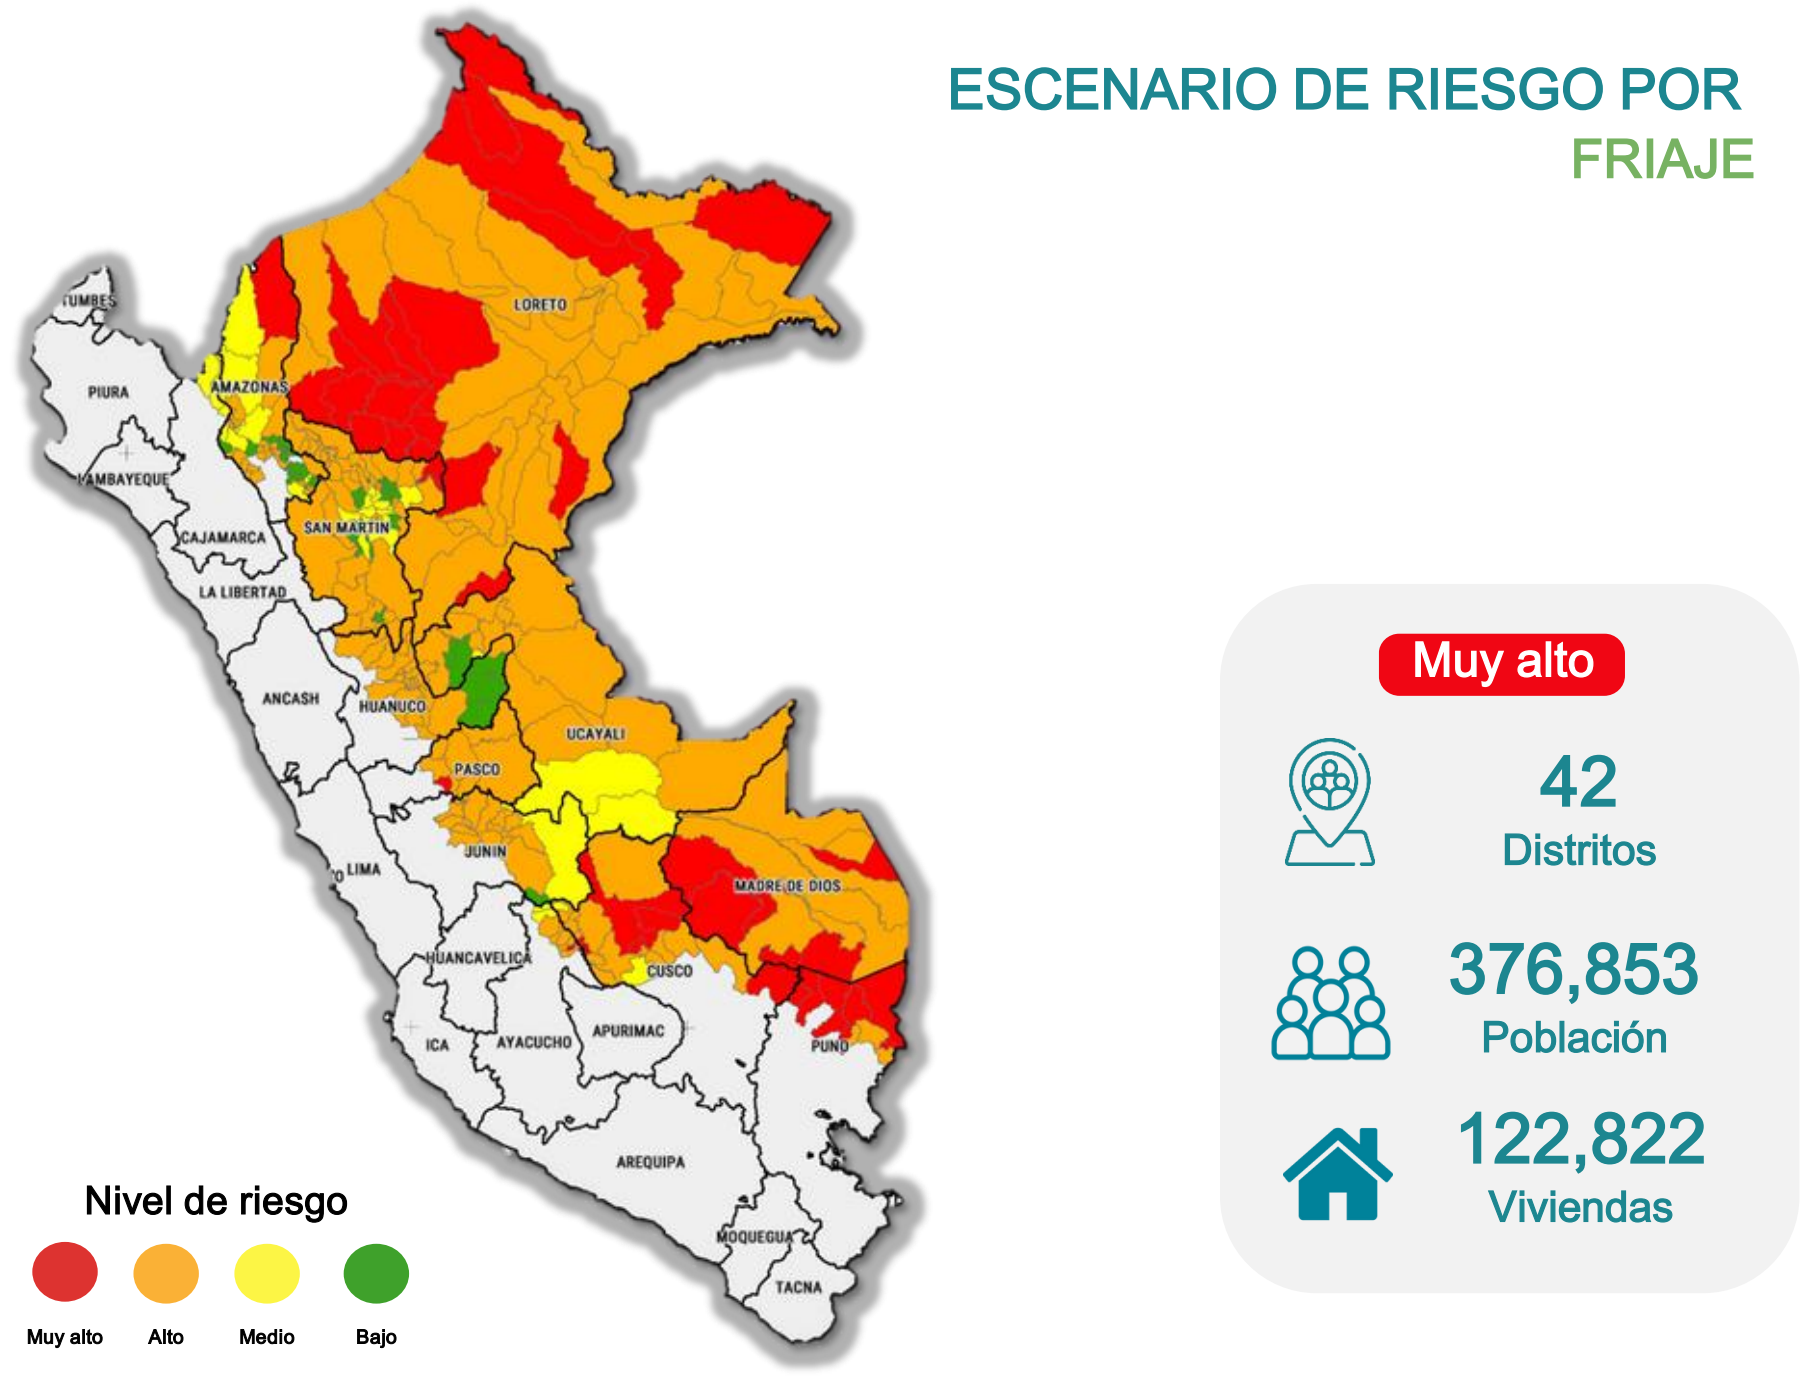 ESCENARIO DE RIESGO POR
FRIAJE
TUMBES
PIURA
LAMBAYEQUE
CAJAMARCA
AMAZONAS
LORETO
SAN MARTIN
LA LIBERTAD
ANCASH
HUANUCO
UCAYALI
PASCO
JUNIN
LIMA
MADRE DE DIOS
HUANCAVELICA
CUSCO
ICA
AYACUCHO
APURIMAC
PUNO
AREQUIPA
MOQUEGUA
TACNA
Muy alto
42
Distritos
376,853
Población
122,822
Viviendas
Nivel de riesgo
Muy alto
Alto
Medio
Bajo